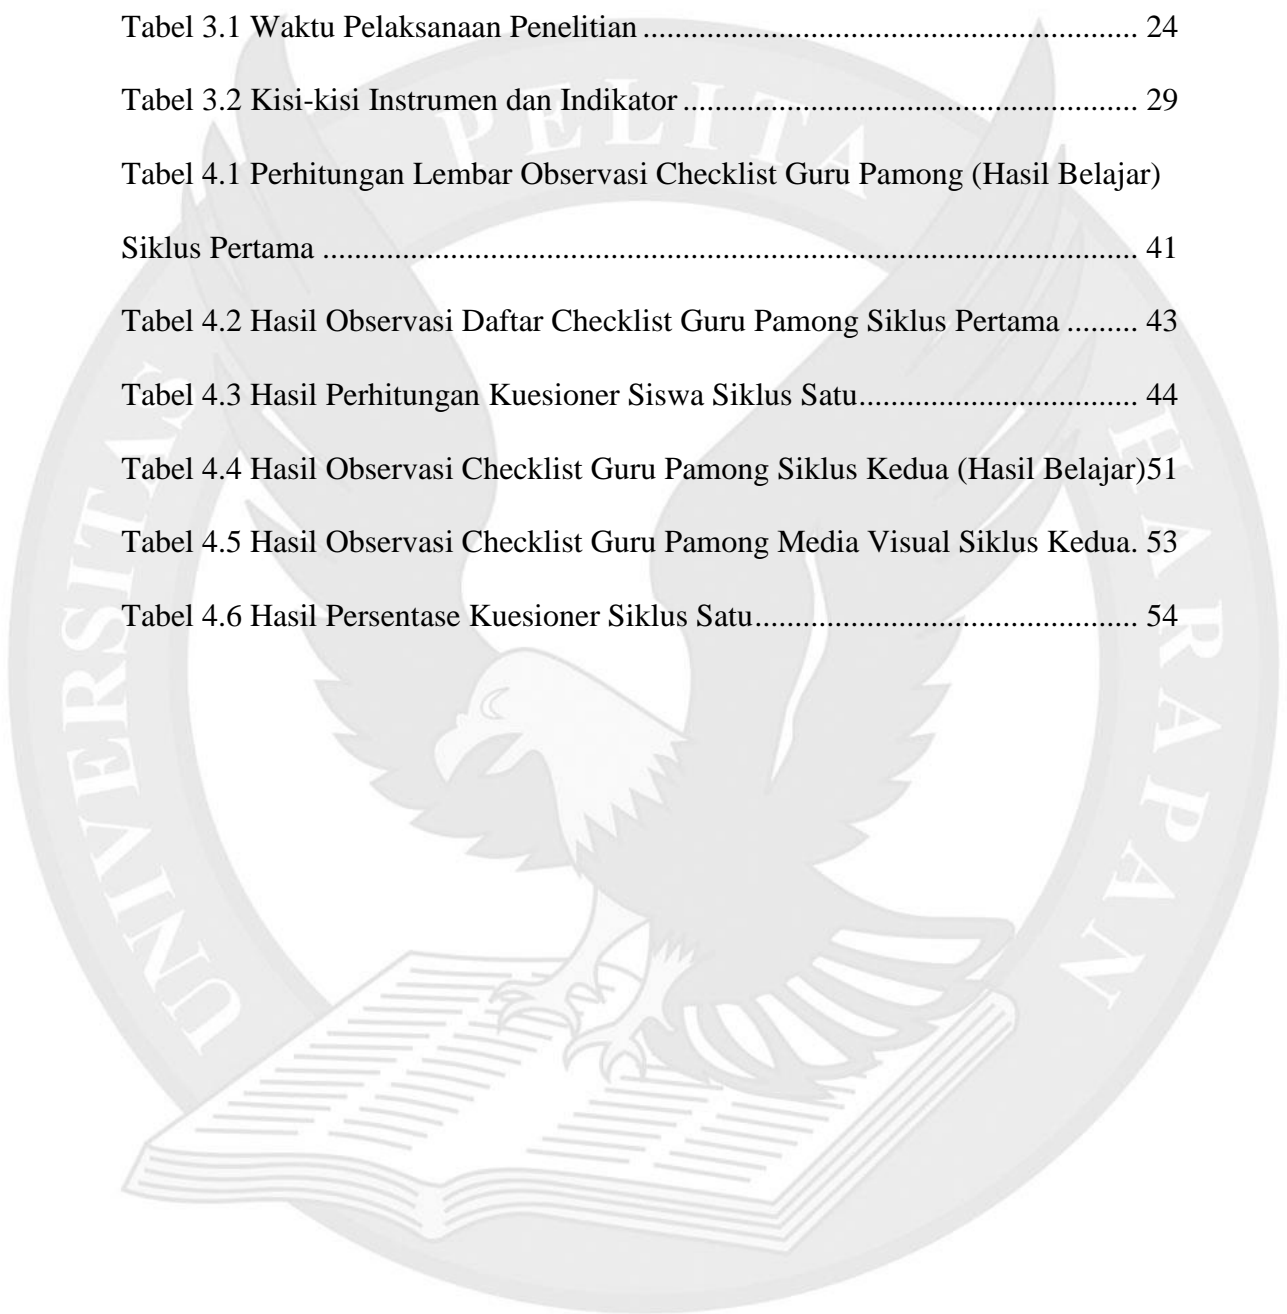 Tabel 3.1 Waktu Pelaksanaan Penelitian .............................................................. 24
Tabel 3.2 Kisi-kisi Instrumen dan Indikator ......................................................... 29
Tabel 4.1 Perhitungan Lembar Observasi Checklist Guru Pamong (Hasil Belajar)
Siklus Pertama ...................................................................................................... 41
Tabel 4.2 Hasil Observasi Daftar Checklist Guru Pamong Siklus Pertama ......... 43
Tabel 4.3 Hasil Perhitungan Kuesioner Siswa Siklus Satu................................... 44
Tabel 4.4 Hasil Observasi Checklist Guru Pamong Siklus Kedua (Hasil Belajar)51
Tabel 4.5 Hasil Observasi Checklist Guru Pamong Media Visual Siklus Kedua. 53
Tabel 4.6 Hasil Persentase Kuesioner Siklus Satu................................................ 54
UNIVERSITAS PELITA HARAPAN